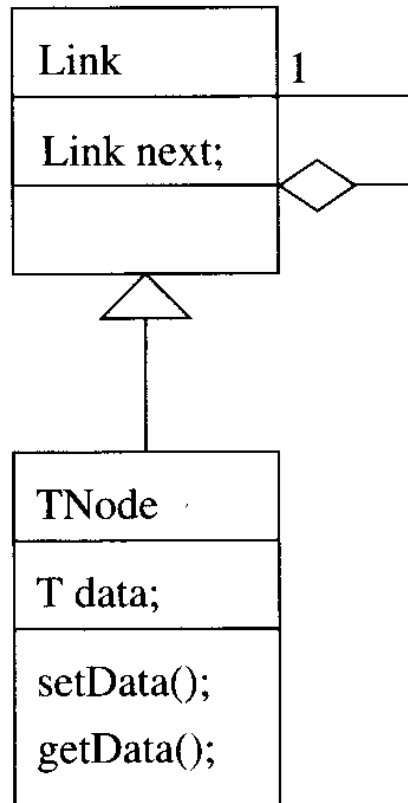 Link
1
Link next;
TNode
T data;
setData();
getData();